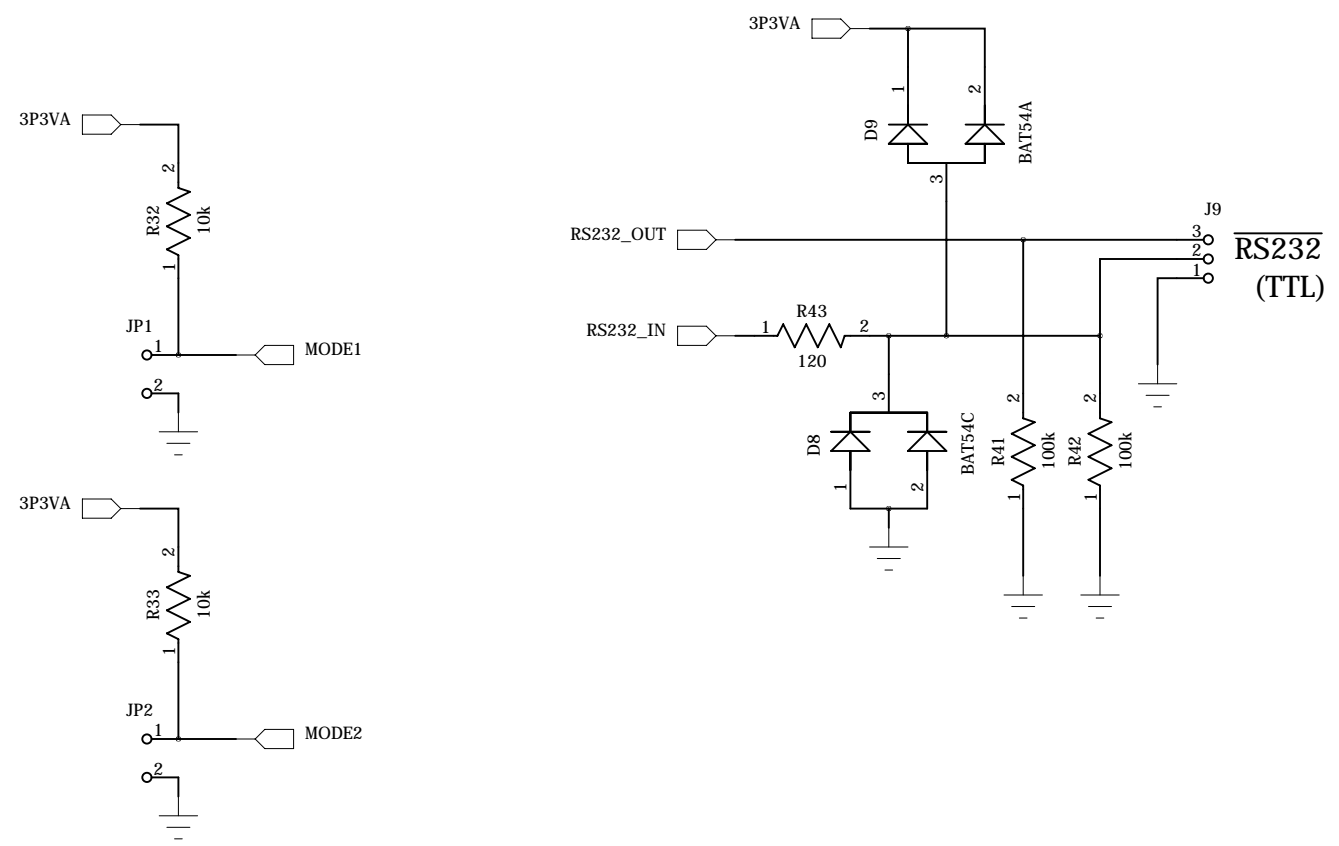 3P3VA
2
R32
10k
1
JP1
1
MODE1
2
3P3VA
2
R33
10k
1
JP2
1
MODE2
2
3P3VA
1
2
D9
BAT54A
3
RS232_OUT
J9
3
2
1
RS232
(TTL)
RS232_IN
1
R43
2
120
3
D8
BAT54C
1
2
2
R41
100k
1
2
R42
100k
1